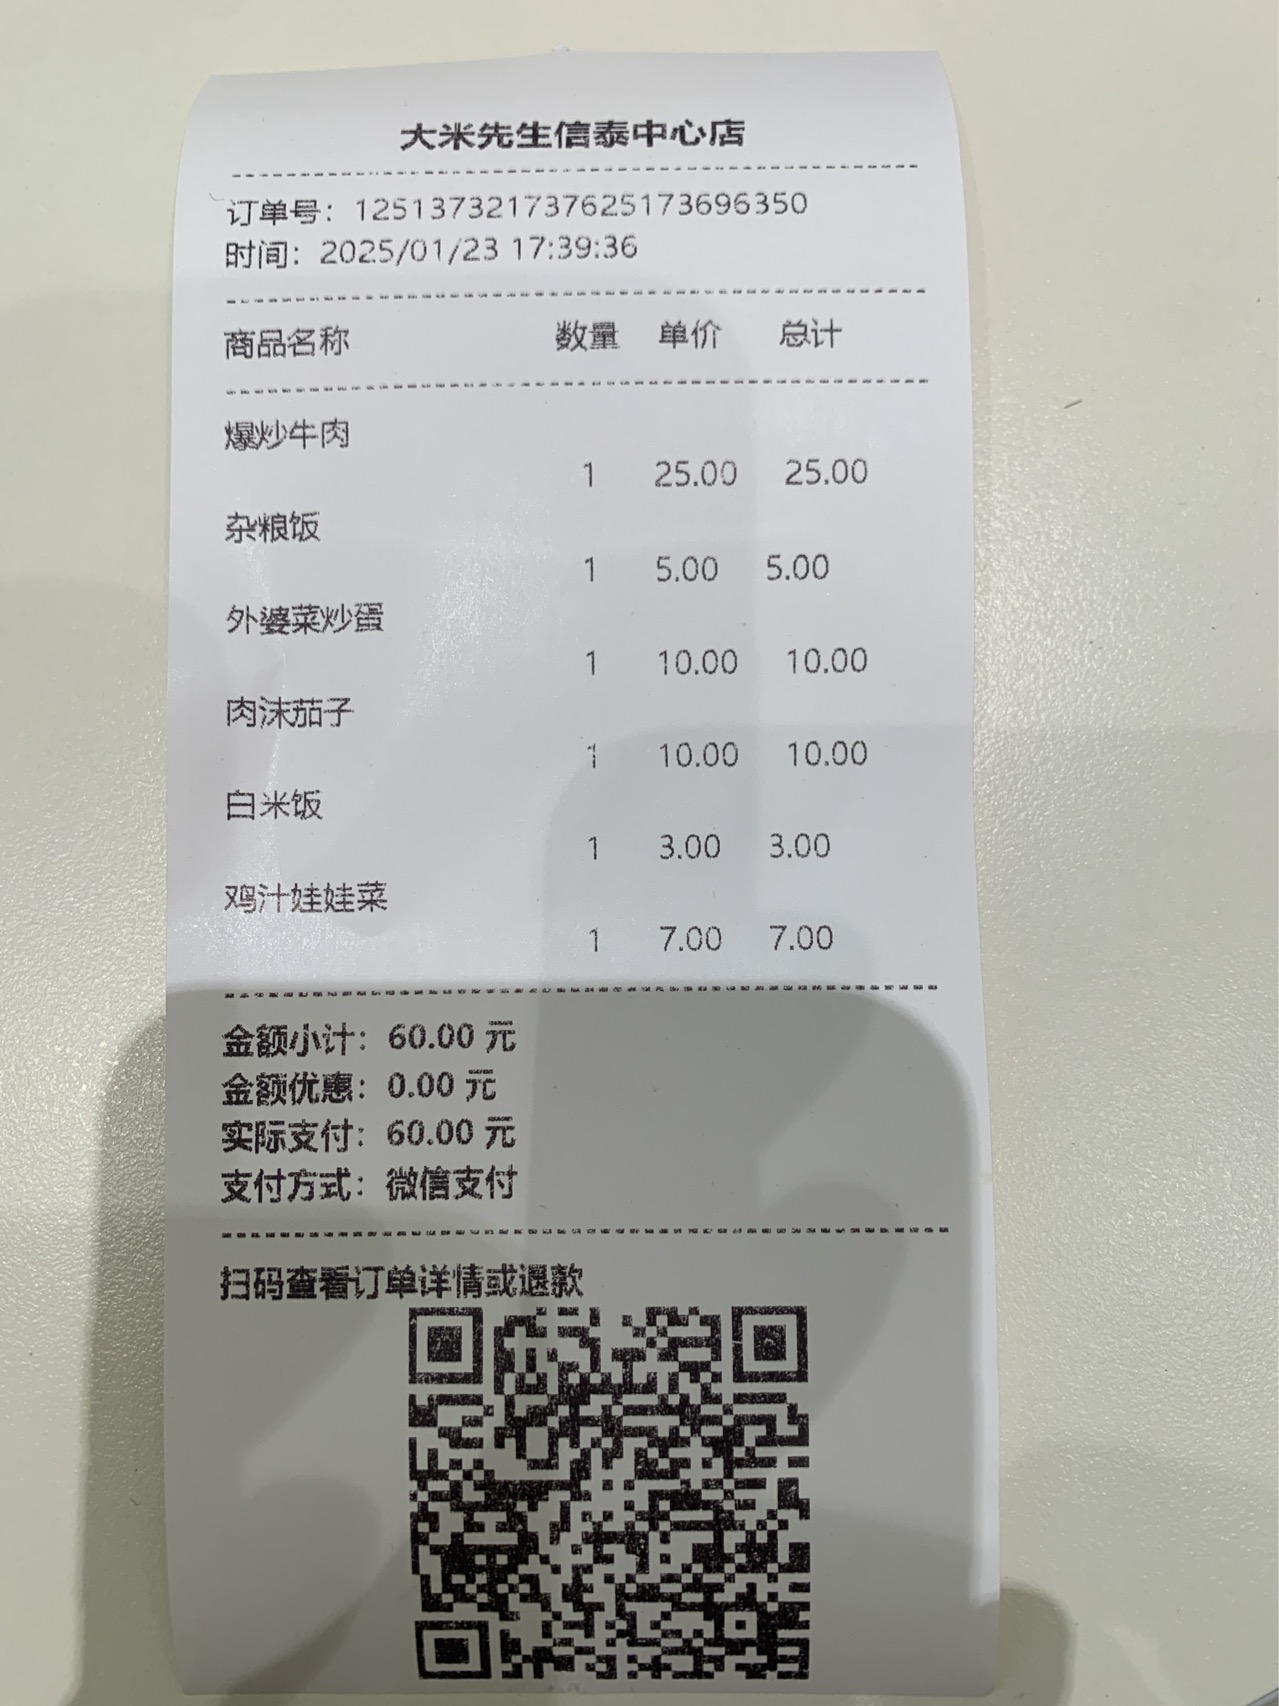 大米先生信泰中心店
订单号：1251373217376251736963​50
时间：2025/01/23 17:39:36
商品名称 数量 单价 总计
爆炒牛肉
1 25.00 25.00
杂粮饭
1 5.00 5.00
外婆菜炒蛋
1 10.00 10.00
肉沫茄子
1 10.00 10.00
白米饭
1 3.00 3.00
鸡汁娃娃菜
1 7.00 7.00
金额小计：60.00 元
金额优惠：0.00 元
实际支付：60.00 元
支付方式：微信支付
扫码查看订单详情或退款